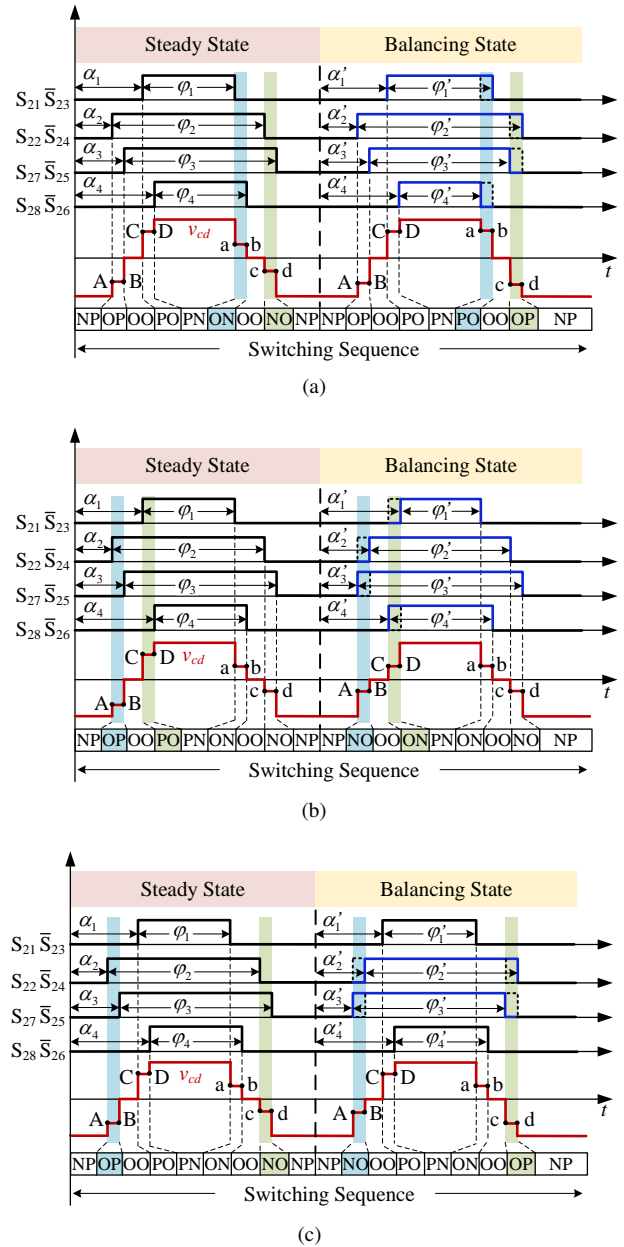 Steady State Balancing State
α₁ φ₁ α₁’ φ₁’
S₂₁ S̅₂₃
α₂ φ₂ α₂’ φ₂’
S₂₂ S̅₂₄
α₃ φ₃ α₃’ φ₃’
S₂₇ S̅₂₅
α₄ φ₄ α₄’ φ₄’
S₂₈ S̅₂₆
C D v_cd a b C D a b
t
A B c d A B c d
NP OP OO PO PN ON OO NO NP NP OP OO PO PN PO OO OP NP
Switching Sequence
(a)
Steady State Balancing State
α₁ φ₁ α₁’ φ₁’
S₂₁ S̅₂₃
α₂ φ₂ α₂’ φ₂’
S₂₂ S̅₂₄
α₃ φ₃ α₃’ φ₃’
S₂₇ S̅₂₅
α₄ φ₄ α₄’ φ₄’
S₂₈ S̅₂₆
C D v_cd a b C D a b
t
A B c d A B c d
NP OP OO PO PN ON OO NO NP NP NO OO ON PN ON OO NO NP
Switching Sequence
(b)
Steady State Balancing State
α₁ φ₁ α₁’ φ₁’
S₂₁ S̅₂₃
α₂ φ₂ α₂’ φ₂’
S₂₂ S̅₂₄
α₃ φ₃ α₃’ φ₃’
S₂₇ S̅₂₅
α₄ φ₄ α₄’ φ₄’
S₂₈ S̅₂₆
C D v_cd a b C D a b
t
A B c d A B c d
NP OP OO PO PN ON OO NO NP NP NO OO PO PN ON OO OP NP
Switching Sequence
(c)